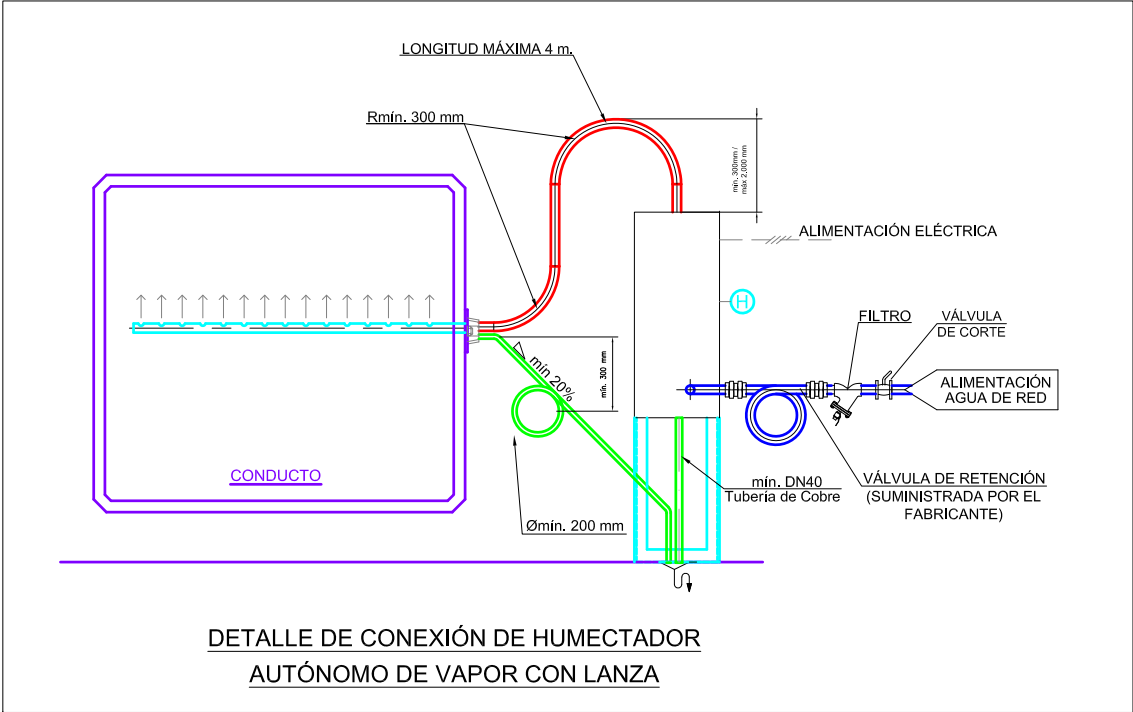 LONGITUD MÁXIMA 4 m.
Rmín. 300 mm
mín. 300mm /
máx 2,000 mm
ALIMENTACIÓN ELÉCTRICA
H
FILTRO
VÁLVULA
DE CORTE
mín 20%
mín. 300 mm
ALIMENTACIÓN
AGUA DE RED
CONDUCTO
mín. DN40
Tubería de Cobre
VÁLVULA DE RETENCIÓN
(SUMINISTRADA POR EL
FABRICANTE)
Ømín. 200 mm
DETALLE DE CONEXIÓN DE HUMECTADOR
AUTÓNOMO DE VAPOR CON LANZA